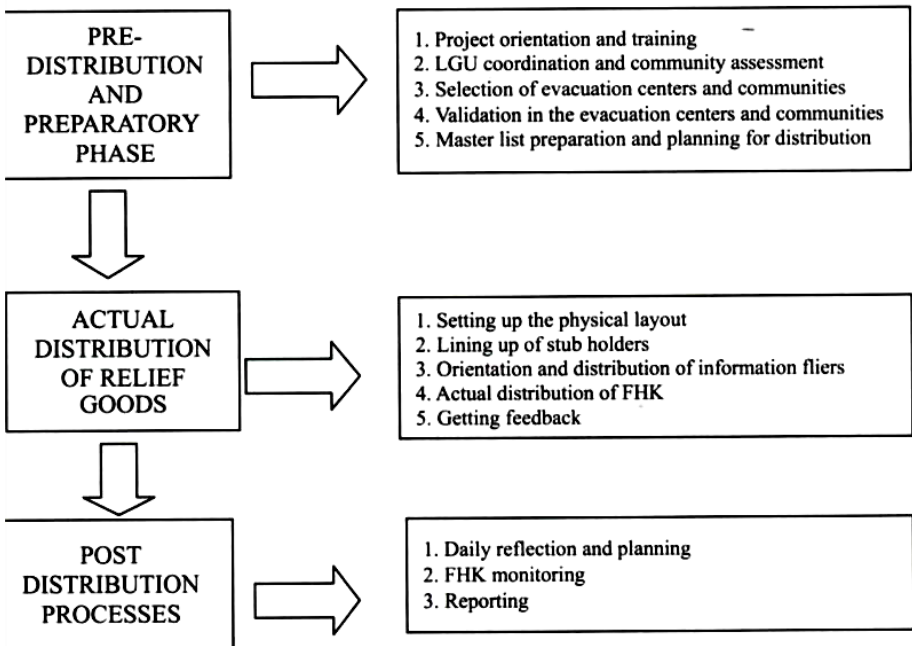 PRE-
DISTRIBUTION
AND
PREPARATORY
PHASE
1. Project orientation and training
2. LGU coordination and community assessment
3. Selection of evacuation centers and communities
4. Validation in the evacuation centers and communities
5. Master list preparation and planning for distribution
ACTUAL
DISTRIBUTION
OF RELIEF
GOODS
1. Setting up the physical layout
2. Lining up of stub holders
3. Orientation and distribution of information fliers
4. Actual distribution of FHK
5. Getting feedback
POST
DISTRIBUTION
PROCESSES
1. Daily reflection and planning
2. FHK monitoring
3. Reporting